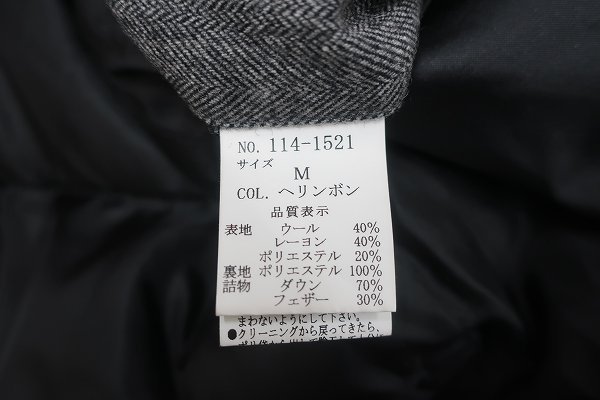 NO. 114-1521
サイズ
M
COL. ヘリンボン
品質表示
表地 ウール 40%
レーヨン 40%
ポリエステル 20%
裏地 ポリエステル 100%
詰物 ダウン 70%
フェザー 30%
まわないようにして下さい。
●クリーニングから戻ってきたら、